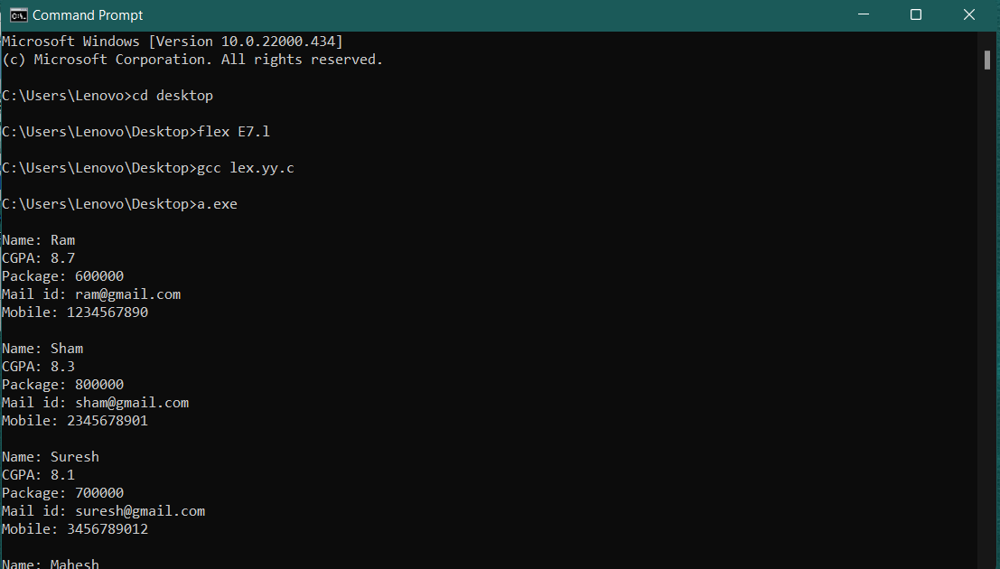 Command Prompt
Microsoft Windows [Version 10.0.22000.434]
(c) Microsoft Corporation. All rights reserved.
C:\Users\Lenovo>cd desktop
C:\Users\Lenovo\Desktop>flex E7.l
C:\Users\Lenovo\Desktop>gcc lex.yy.c
C:\Users\Lenovo\Desktop>a.exe
Name: Ram
CGPA: 8.7
Package: 600000
Mail id: ram@gmail.com
Mobile: 1234567890
Name: Sham
CGPA: 8.3
Package: 800000
Mail id: sham@gmail.com
Mobile: 2345678901
Name: Suresh
CGPA: 8.1
Package: 700000
Mail id: suresh@gmail.com
Mobile: 3456789012
Name: Mahesh